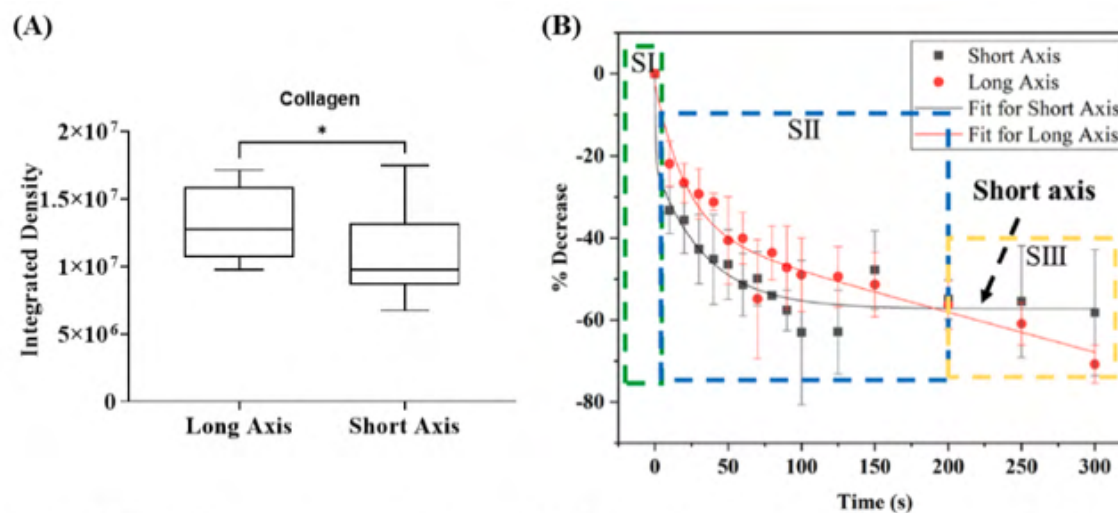 (A)
Collagen
*
2×10⁷
1.5×10⁷
1×10⁷
5×10⁶
0
Integrated Density
Long Axis
Short Axis
(B)
SI
SII
SIII
Short Axis
Long Axis
Fit for Short Axis
Fit for Long Axis
Short axis
0
-20
-40
-60
-80
% Decrease
0 50 100 150 200 250 300
Time (s)